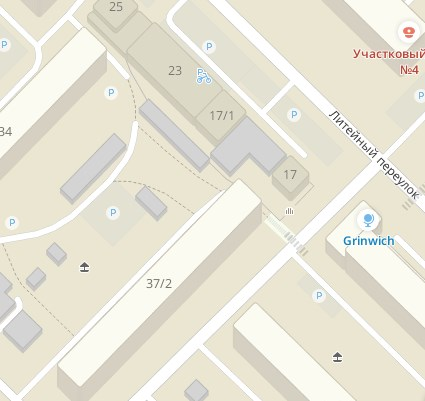 25
P
Участковый
№4
23
P
P
17/1
P
P
34
Литейный переулок
17
P
P
Grinwich
37/2
P